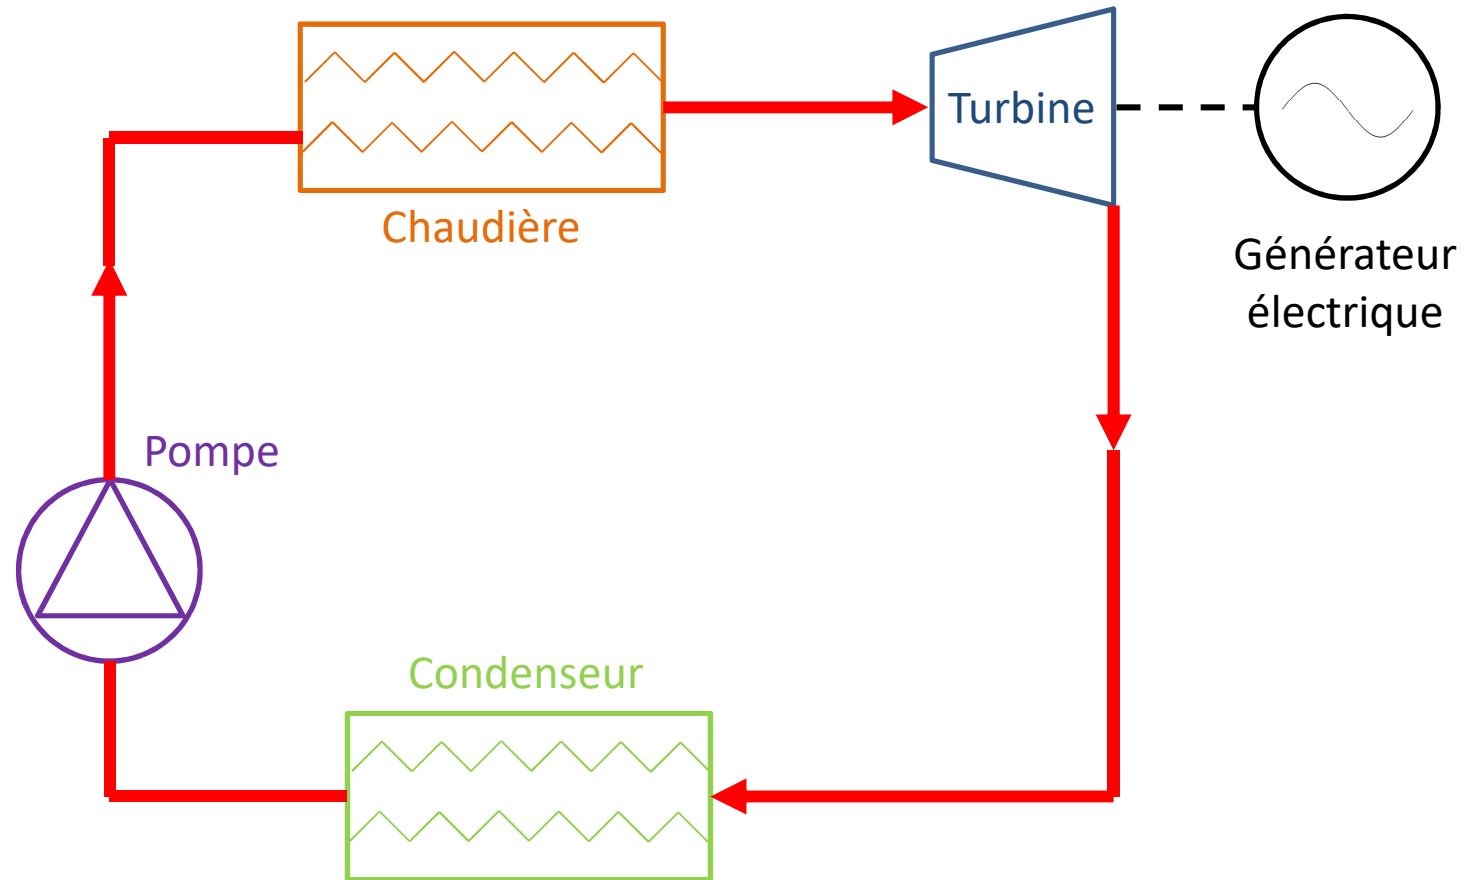 Turbine
Chaudière
Générateur
électrique
Pompe
Condenseur